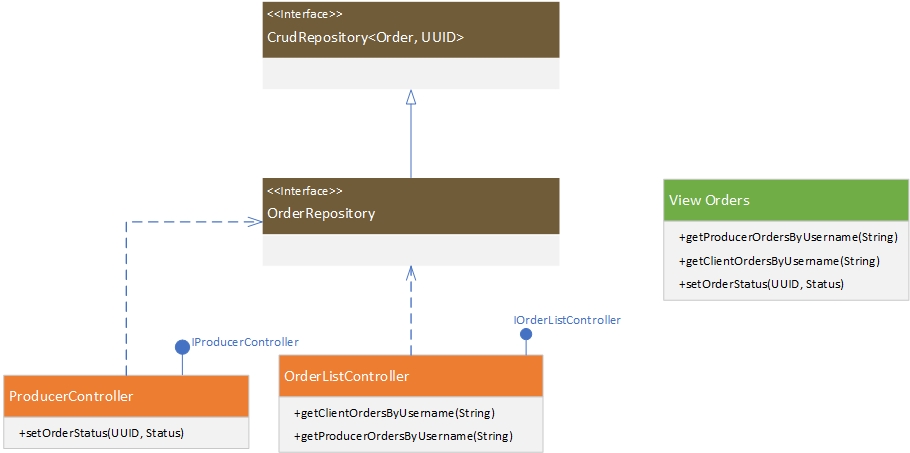 <<Interface>>
CrudRepository<Order, UUID>
<<Interface>>
OrderRepository
View Orders
+getProducerOrdersByUsername(String)
+getClientOrdersByUsername(String)
+setOrderStatus(UUID, Status)
IProducerController
IOrderListController
ProducerController
+setOrderStatus(UUID, Status)
OrderListController
+getClientOrdersByUsername(String)
+getProducerOrdersByUsername(String)